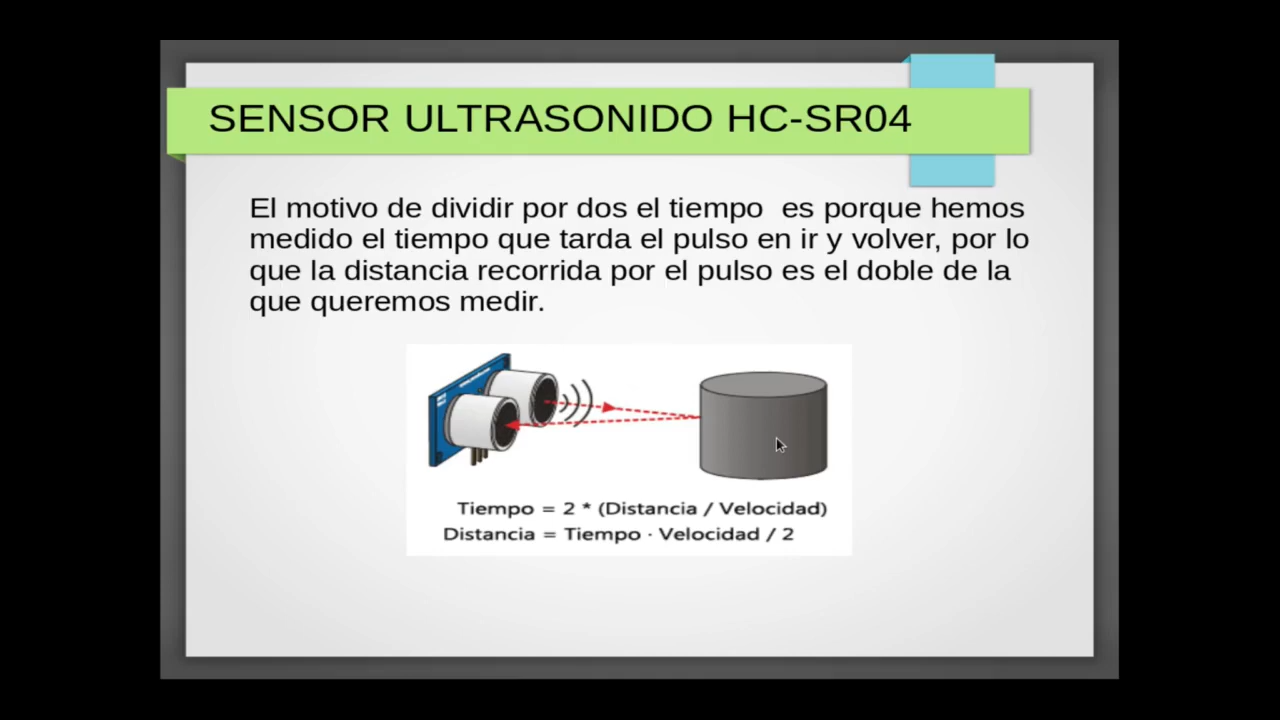 SENSOR ULTRASONIDO HC-SR04
El motivo de dividir por dos el tiempo  es porque hemos
medido el tiempo que tarda el pulso en ir y volver, por lo
que la distancia recorrida por el pulso es el doble de la
que queremos medir.
Tiempo = 2 * (Distancia / Velocidad)
Distancia = Tiempo · Velocidad / 2